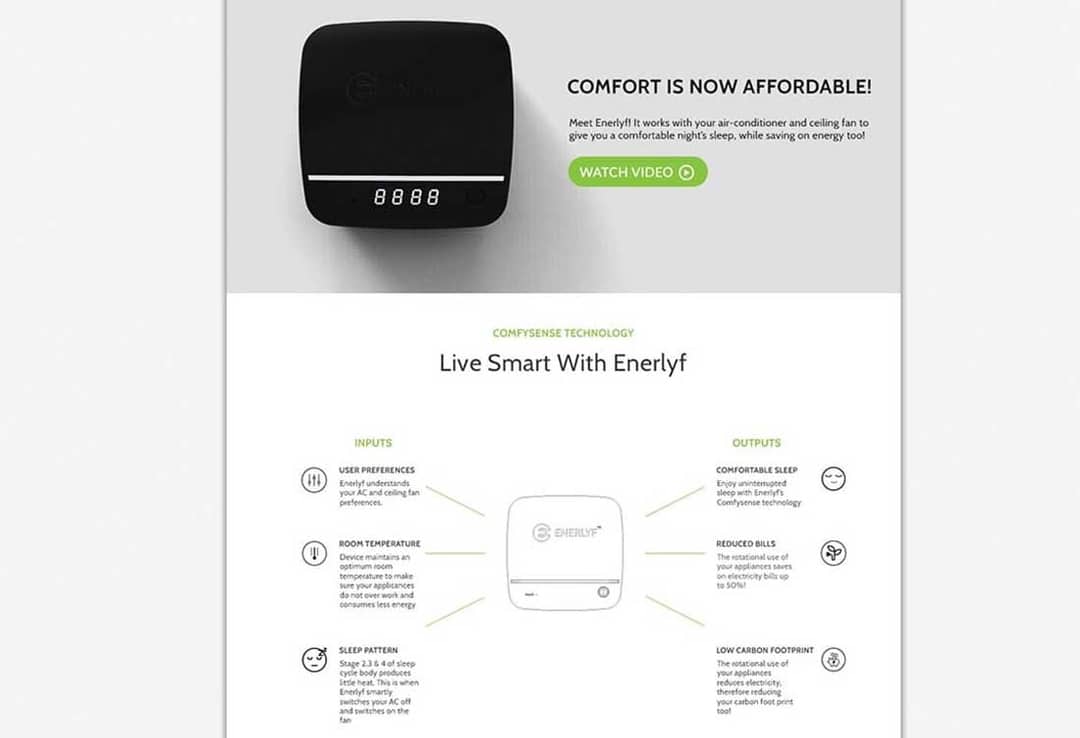 COMFORT IS NOW AFFORDABLE!
Meet Enerlyf! It works with your air-conditioner and ceiling fan to
give you a comfortable night's sleep, while saving on energy too!
WATCH VIDEO
8888
COMFYSENSE TECHNOLOGY
Live Smart With Enerlyf
INPUTS
USER PREFERENCES
Enerlyf understands
your AC and ceiling fan
preferences.
ROOM TEMPERATURE
Device maintains an
optimum room
temperature to make
sure your applicances
do not over work and
consumes less energy
SLEEP PATTERN
Stage 2,3 & 4 of sleep
cycle body produces
little heat. This is when
Enerlyf smartly
switches your AC off
and switches on the
fan
ENERLYF™
OUTPUTS
COMFORTABLE SLEEP
Enjoy uninterrupted
sleep with Enerlyf's
Comfysense technology
REDUCED BILLS
The rotational use of
your appliances saves
on electricity bills up
to 50%!
LOW CARBON FOOTPRINT
The rotational use of
your appliances
reduces electricity,
therefore reducing
your carbon foot print
too!